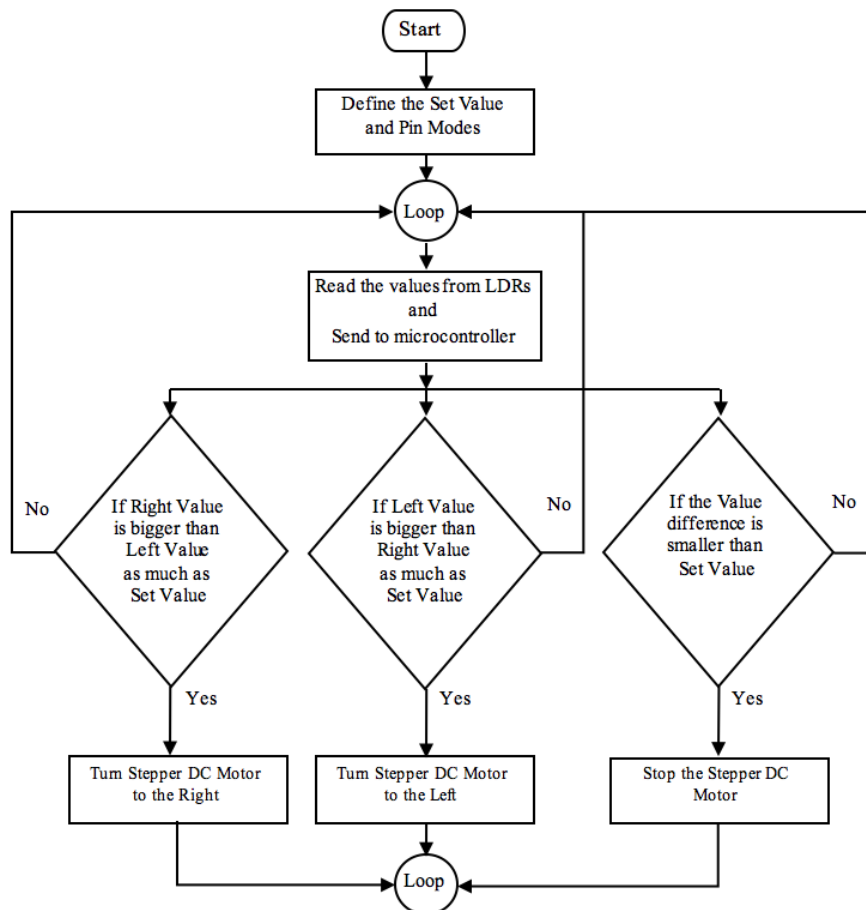 Start
Define the Set Value
and Pin Modes
Loop
Read the values from LDRs
and
Send to microcontroller
No
If Right Value
is bigger than
Left Value
as much as
Set Value
If Left Value
is bigger than
Right Value
as much as
Set Value
No
If the Value
difference is
smaller than
Set Value
No
Yes
Yes
Yes
Turn Stepper DC Motor
to the Right
Turn Stepper DC Motor
to the Left
Stop the Stepper DC
Motor
Loop